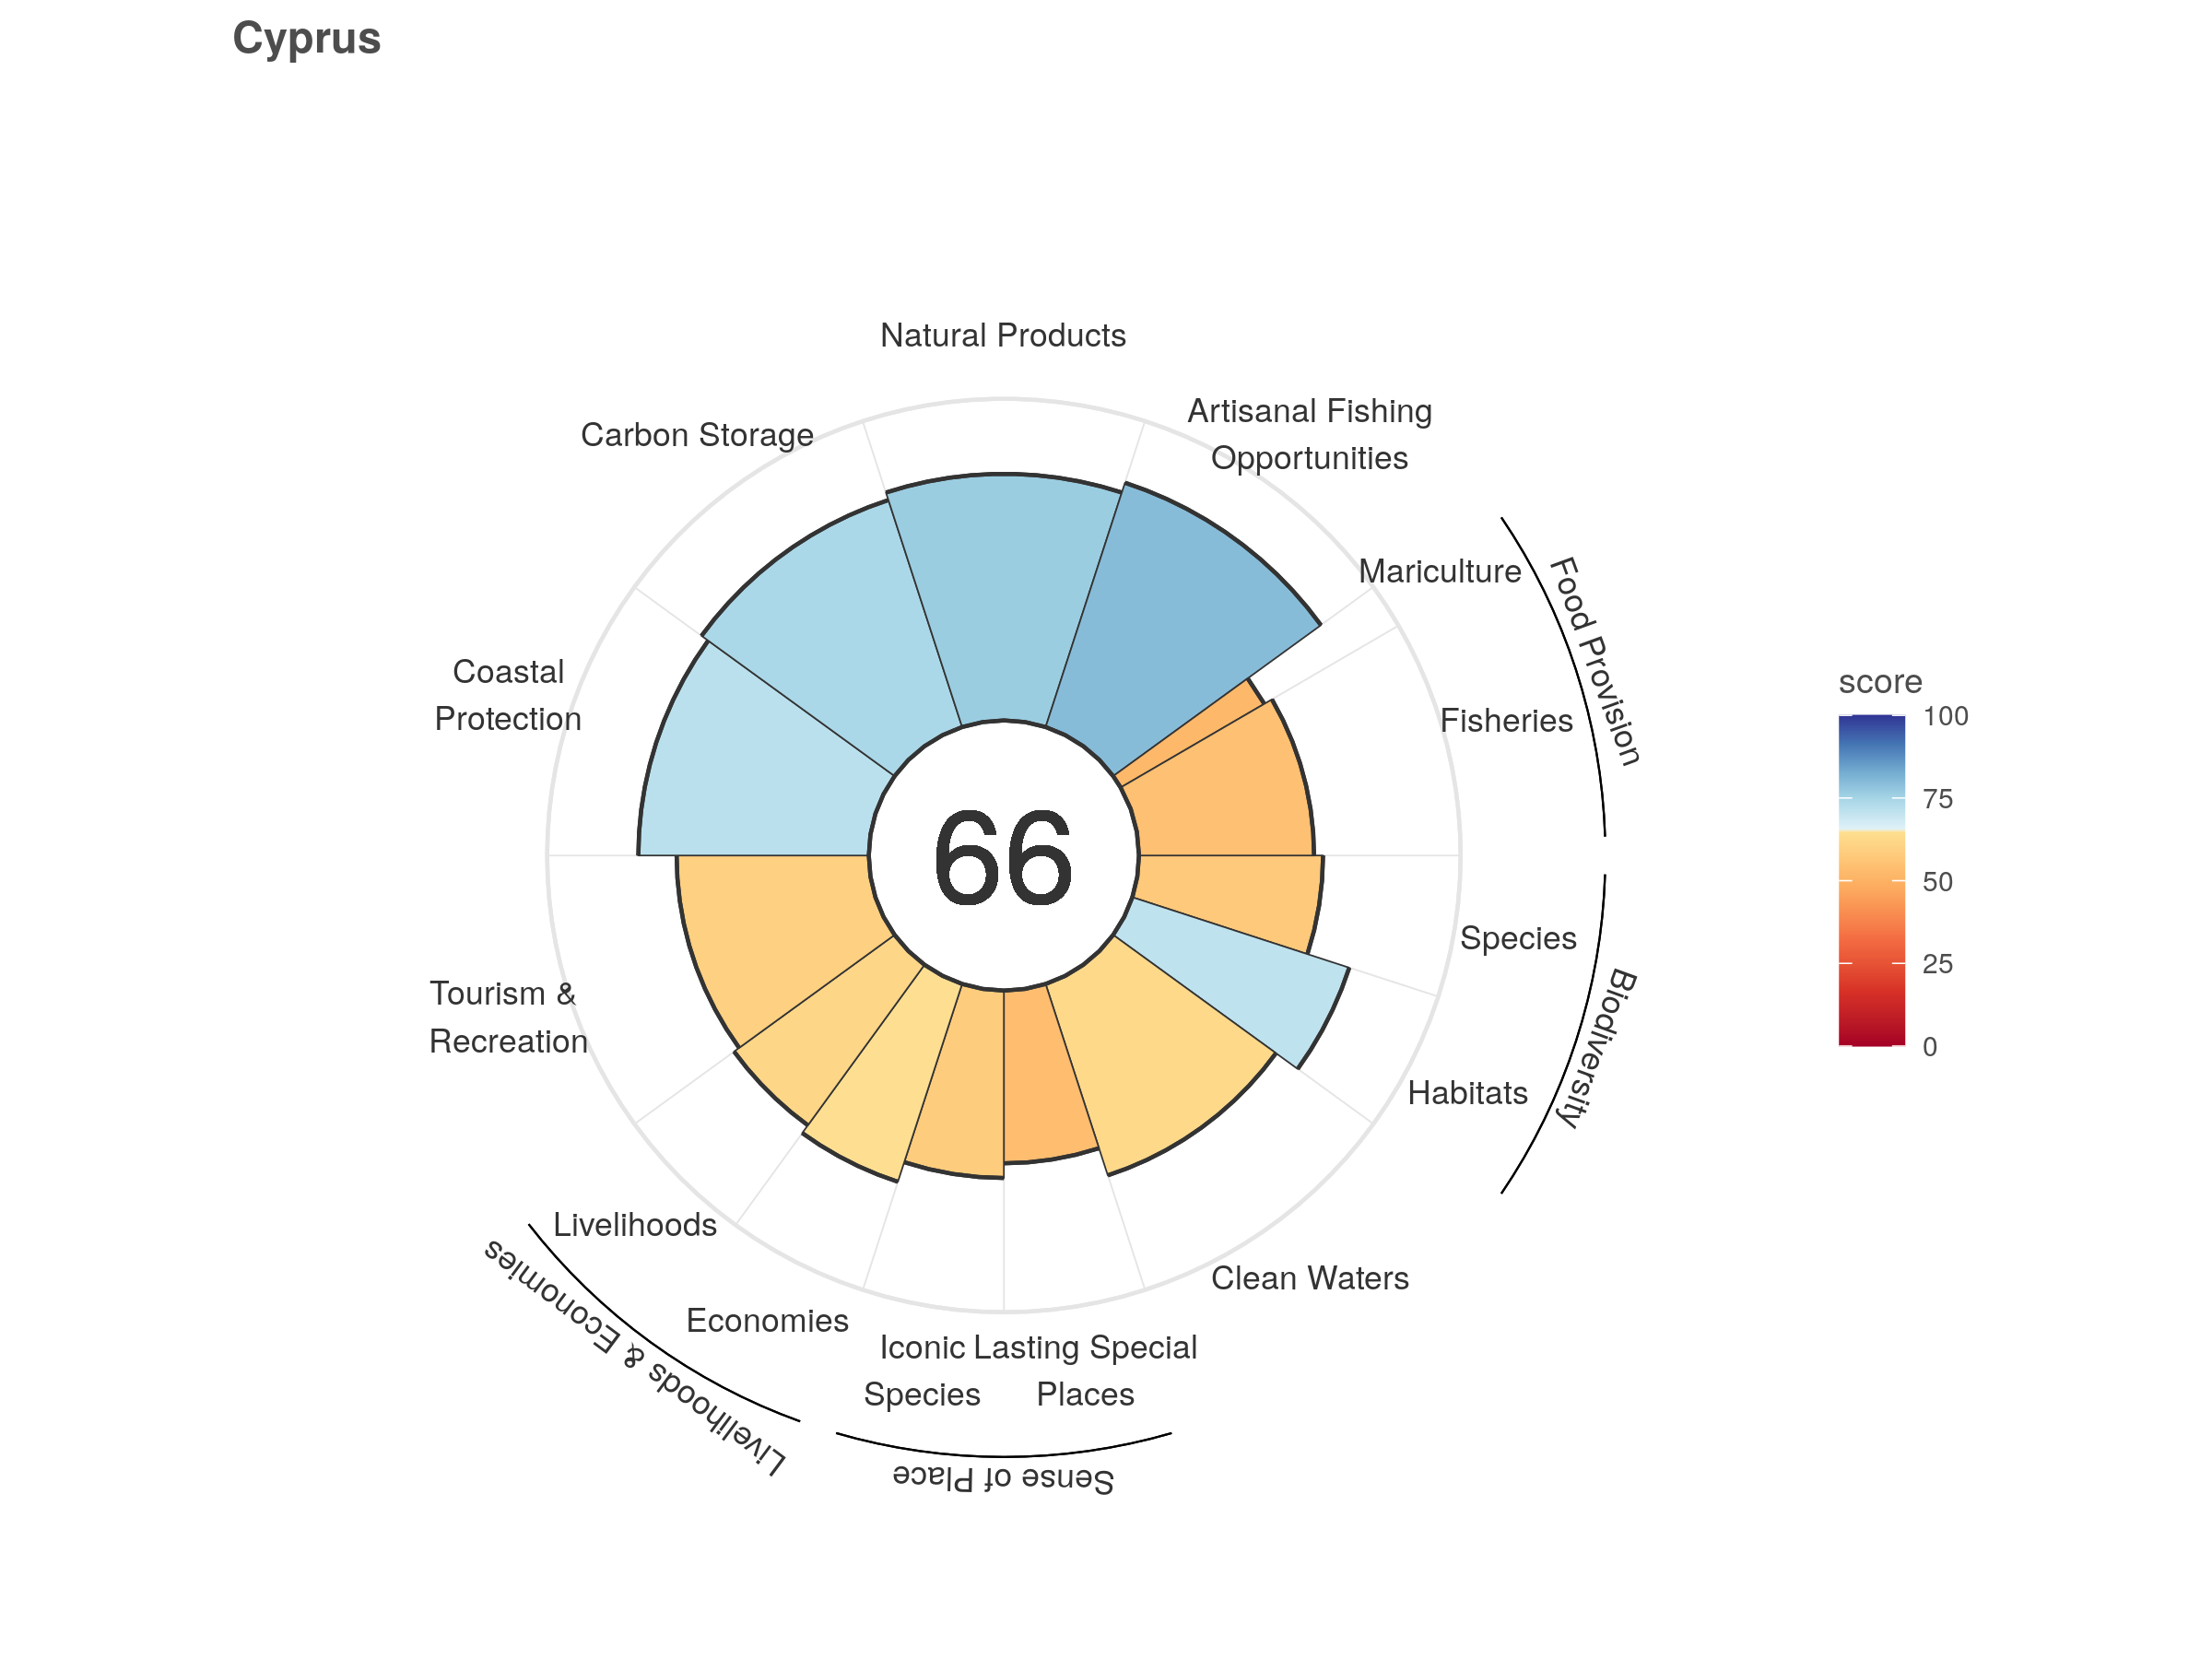 Cyprus
Natural Products
Artisanal Fishing
Opportunities
Carbon Storage
Mariculture
Food Provision
Coastal
Protection
Fisheries
score
100
75
50
25
0
66
Species
Biodiversity
Tourism &
Recreation
Habitats
Livelihoods
Clean Waters
Economies
Livelihoods & Economies
Iconic
Species
Lasting Special
Places
Sense of Place